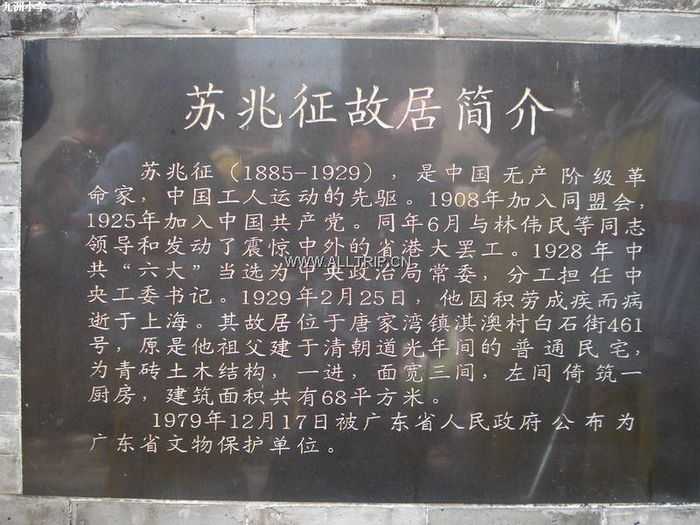 九洲小学
苏兆征故居简介
苏兆征（1885-1929），是中国无产阶级革
命家，中国工人运动的先驱。1908年加入同盟会，
1925年加入中国共产党。同年6月与林伟民等同志
领导和发动了震惊中外的省港大罢工。1928年中
WWW.ALLTRIP.CN
共“六大”当选为中央政治局常委，分工担任中
央工委书记。1929年2月25日，他因积劳成疾而病
逝于上海。其故居位于唐家湾镇淇澳村白石街461
号，原是他祖父建于清朝道光年间的普通民宅，
为青砖土木结构，一进，面宽三间，左间倚筑一
厨房，建筑面积共有68平方米。
1979年12月17日被广东省人民政府公布为
广东省文物保护单位。